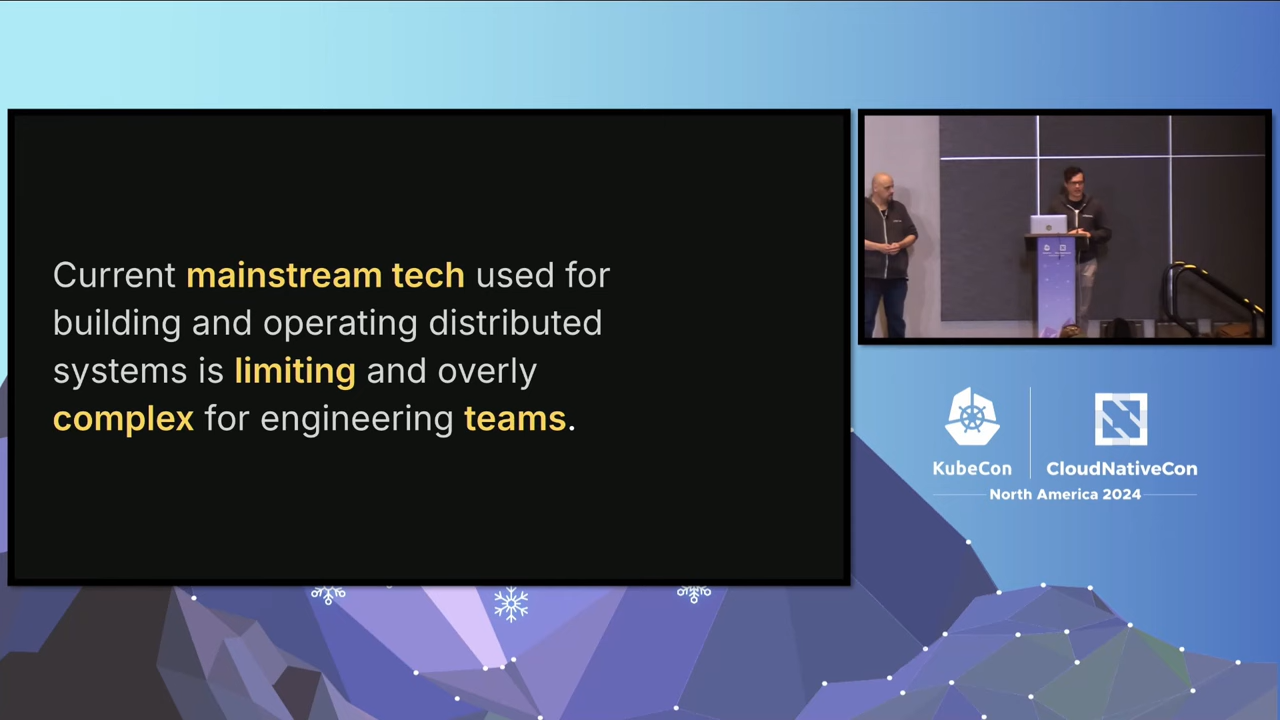 Current mainstream tech used for
building and operating distributed
systems is limiting and overly
complex for engineering teams.
KubeCon
CloudNativeCon
North America 2024